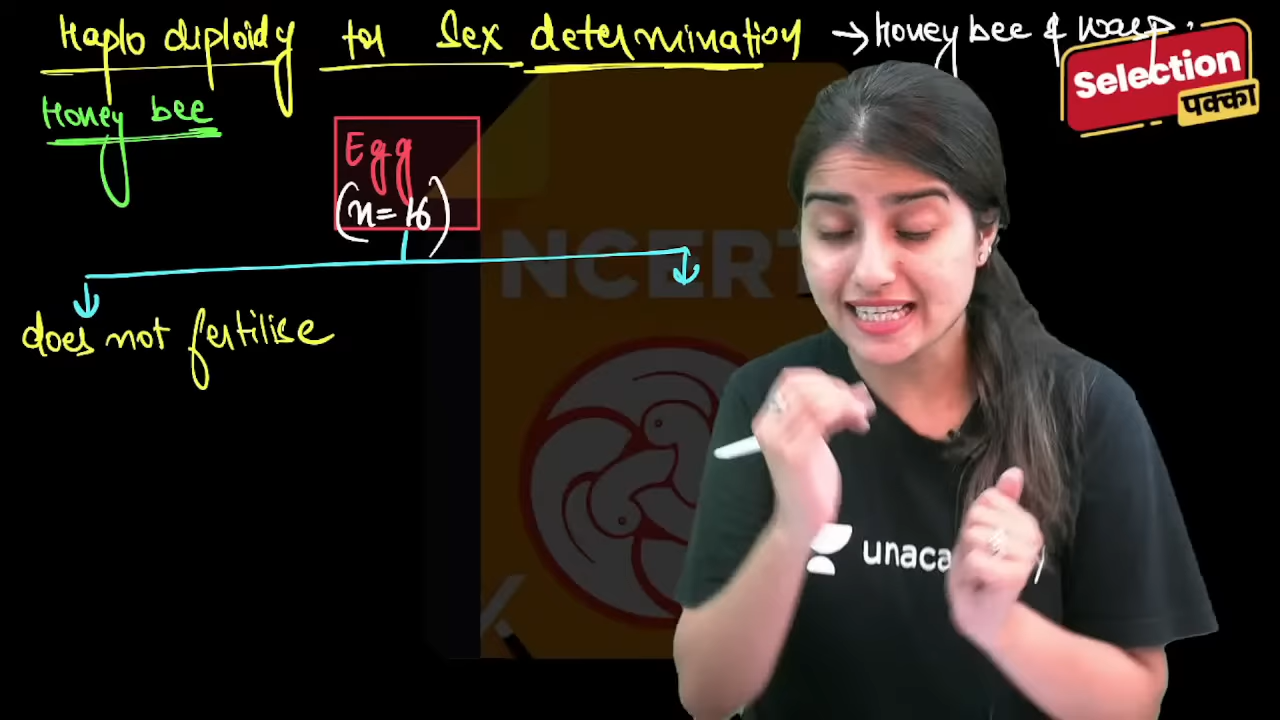 Haplo diploidy for Sex determination → Honey bee & wasp.
Selection
पक्का
Honey bee
Egg
(n=16)
NCERT
does not fertilise
unaca